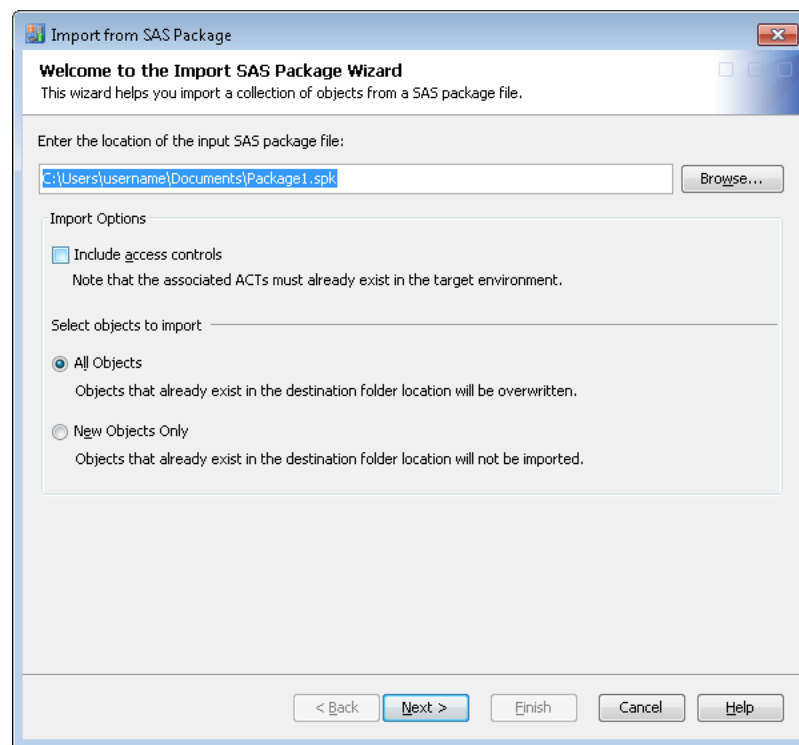 Import from SAS Package
Welcome to the Import SAS Package Wizard
This wizard helps you import a collection of objects from a SAS package file.
Enter the location of the input SAS package file:
C:\Users\username\Documents\Package1.spk
Browse...
Import Options
Include access controls
Note that the associated ACTs must already exist in the target environment.
Select objects to import
All Objects
Objects that already exist in the destination folder location will be overwritten.
New Objects Only
Objects that already exist in the destination folder location will not be imported.
< Back Next > Finish Cancel Help